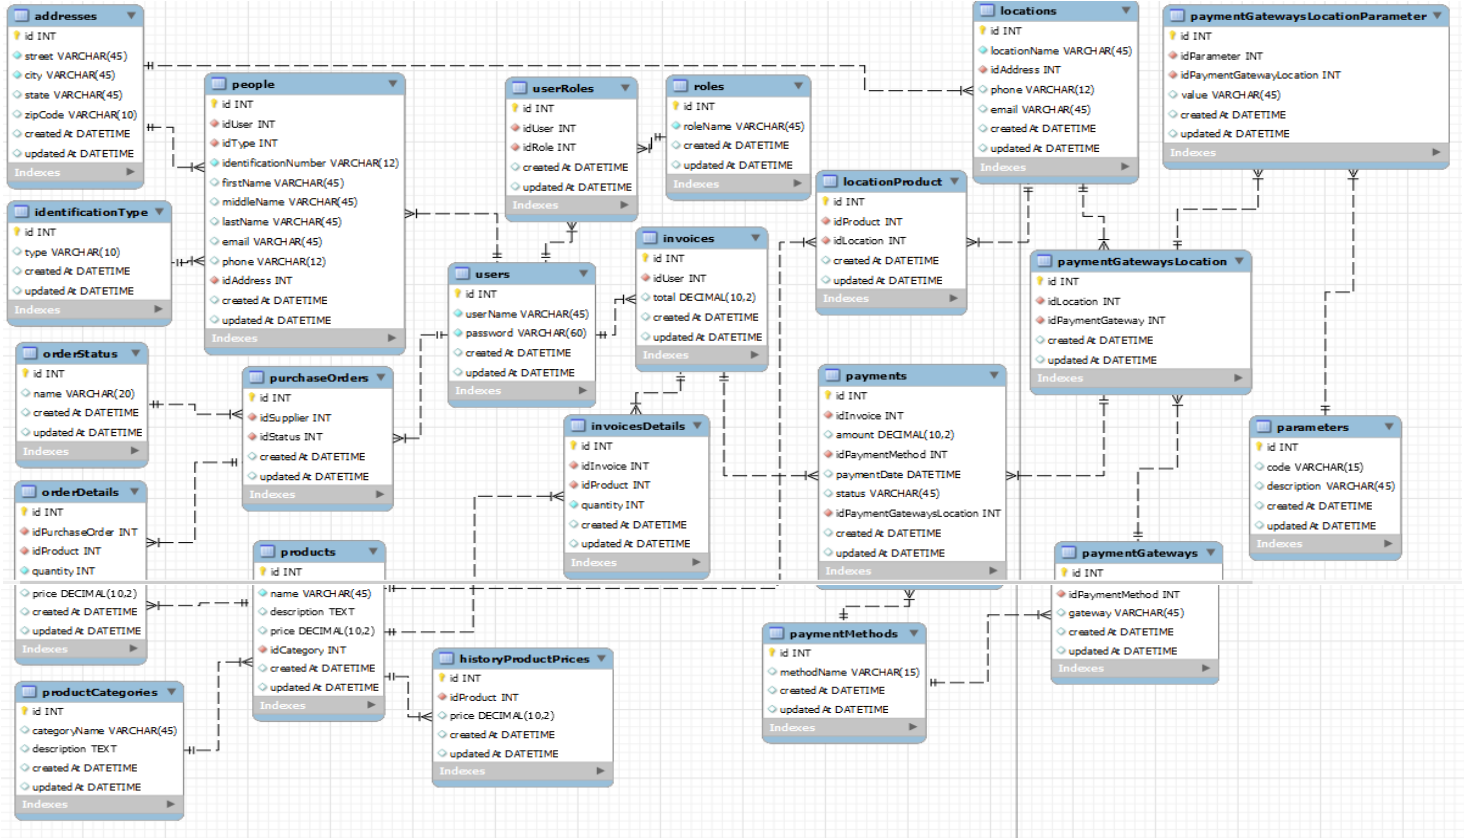 addresses
id INT
street VARCHAR(45)
city VARCHAR(45)
state VARCHAR(45)
zipCode VARCHAR(10)
created At DATETIME
updated At DATETIME
Indexes
identificationType
id INT
type VARCHAR(10)
created At DATETIME
updated At DATETIME
Indexes
orderStatus
id INT
name VARCHAR(20)
created At DATETIME
updated At DATETIME
Indexes
orderDetails
id INT
idPurchaseOrder INT
idProduct INT
quantity INT
price DECIMAL(10,2)
created At DATETIME
updated At DATETIME
Indexes
productCategories
id INT
categoryName VARCHAR(45)
description TEXT
created At DATETIME
updated At DATETIME
Indexes
people
id INT
idUser INT
idType INT
identificationNumber VARCHAR(12)
firstName VARCHAR(45)
middleName VARCHAR(45)
lastName VARCHAR(45)
email VARCHAR(45)
phone VARCHAR(12)
idAddress INT
created At DATETIME
updated At DATETIME
Indexes
purchaseOrders
id INT
idSupplier INT
idStatus INT
created At DATETIME
updated At DATETIME
Indexes
products
id INT
name VARCHAR(45)
description TEXT
price DECIMAL(10,2)
idCategory INT
created At DATETIME
updated At DATETIME
Indexes
historyProductPrices
id INT
idProduct INT
price DECIMAL(10,2)
created At DATETIME
updated At DATETIME
Indexes
userRoles
id INT
idUser INT
idRole INT
created At DATETIME
updated At DATETIME
Indexes
roles
id INT
roleName VARCHAR(45)
created At DATETIME
updated At DATETIME
Indexes
users
id INT
userName VARCHAR(45)
password VARCHAR(60)
created At DATETIME
updated At DATETIME
Indexes
invoices
id INT
idUser INT
total DECIMAL(10,2)
created At DATETIME
updated At DATETIME
Indexes
invoicesDetails
id INT
idInvoice INT
idProduct INT
quantity INT
created At DATETIME
updated At DATETIME
Indexes
locationProduct
id INT
idProduct INT
idLocation INT
created At DATETIME
updated At DATETIME
Indexes
payments
id INT
idInvoice INT
amount DECIMAL(10,2)
idPaymentMethod INT
paymentDate DATETIME
status VARCHAR(45)
idPaymentGatewaysLocation INT
created At DATETIME
updated At DATETIME
Indexes
paymentMethods
id INT
methodName VARCHAR(15)
created At DATETIME
updated At DATETIME
Indexes
locations
id INT
locationName VARCHAR(45)
idAddress INT
phone VARCHAR(12)
email VARCHAR(45)
created At DATETIME
updated At DATETIME
Indexes
paymentGatewaysLocationParameter
id INT
idParameter INT
idPaymentGatewayLocation INT
value VARCHAR(45)
created At DATETIME
updated At DATETIME
Indexes
paymentGatewaysLocation
id INT
idLocation INT
idPaymentGateway INT
created At DATETIME
updated At DATETIME
Indexes
parameters
id INT
code VARCHAR(15)
description VARCHAR(45)
created At DATETIME
updated At DATETIME
Indexes
paymentGateways
id INT
idPaymentMethod INT
gateway VARCHAR(45)
created At DATETIME
updated At DATETIME
Indexes